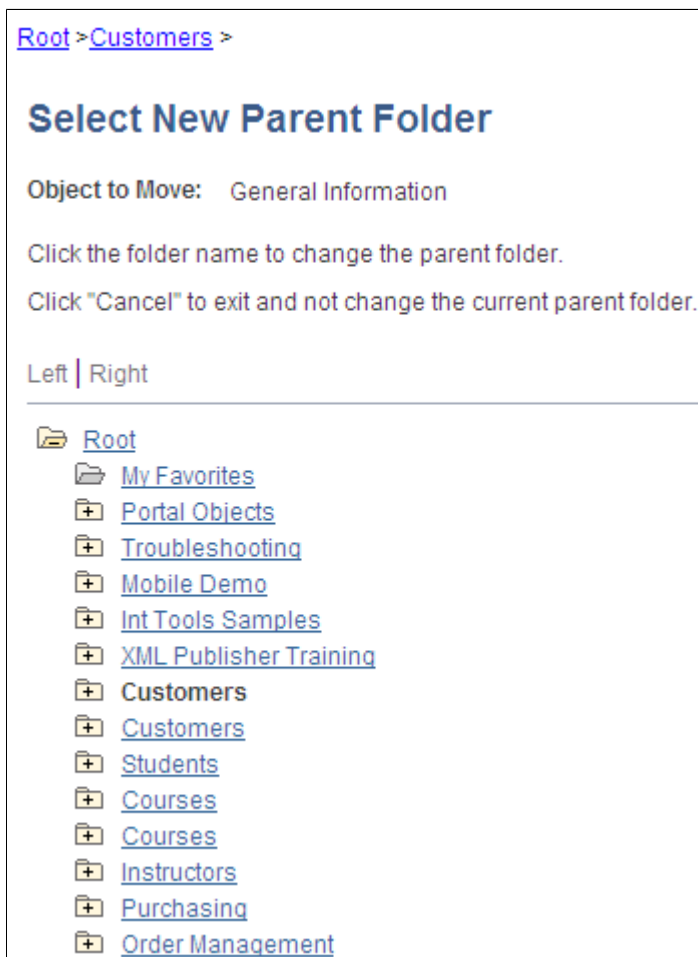 Root >Customers >
Select New Parent Folder
Object to Move: General Information
Click the folder name to change the parent folder.
Click "Cancel" to exit and not change the current parent folder.
Left | Right
Root
My Favorites
Portal Objects
Troubleshooting
Mobile Demo
Int Tools Samples
XML Publisher Training
Customers
Customers
Students
Courses
Courses
Instructors
Purchasing
Order Management